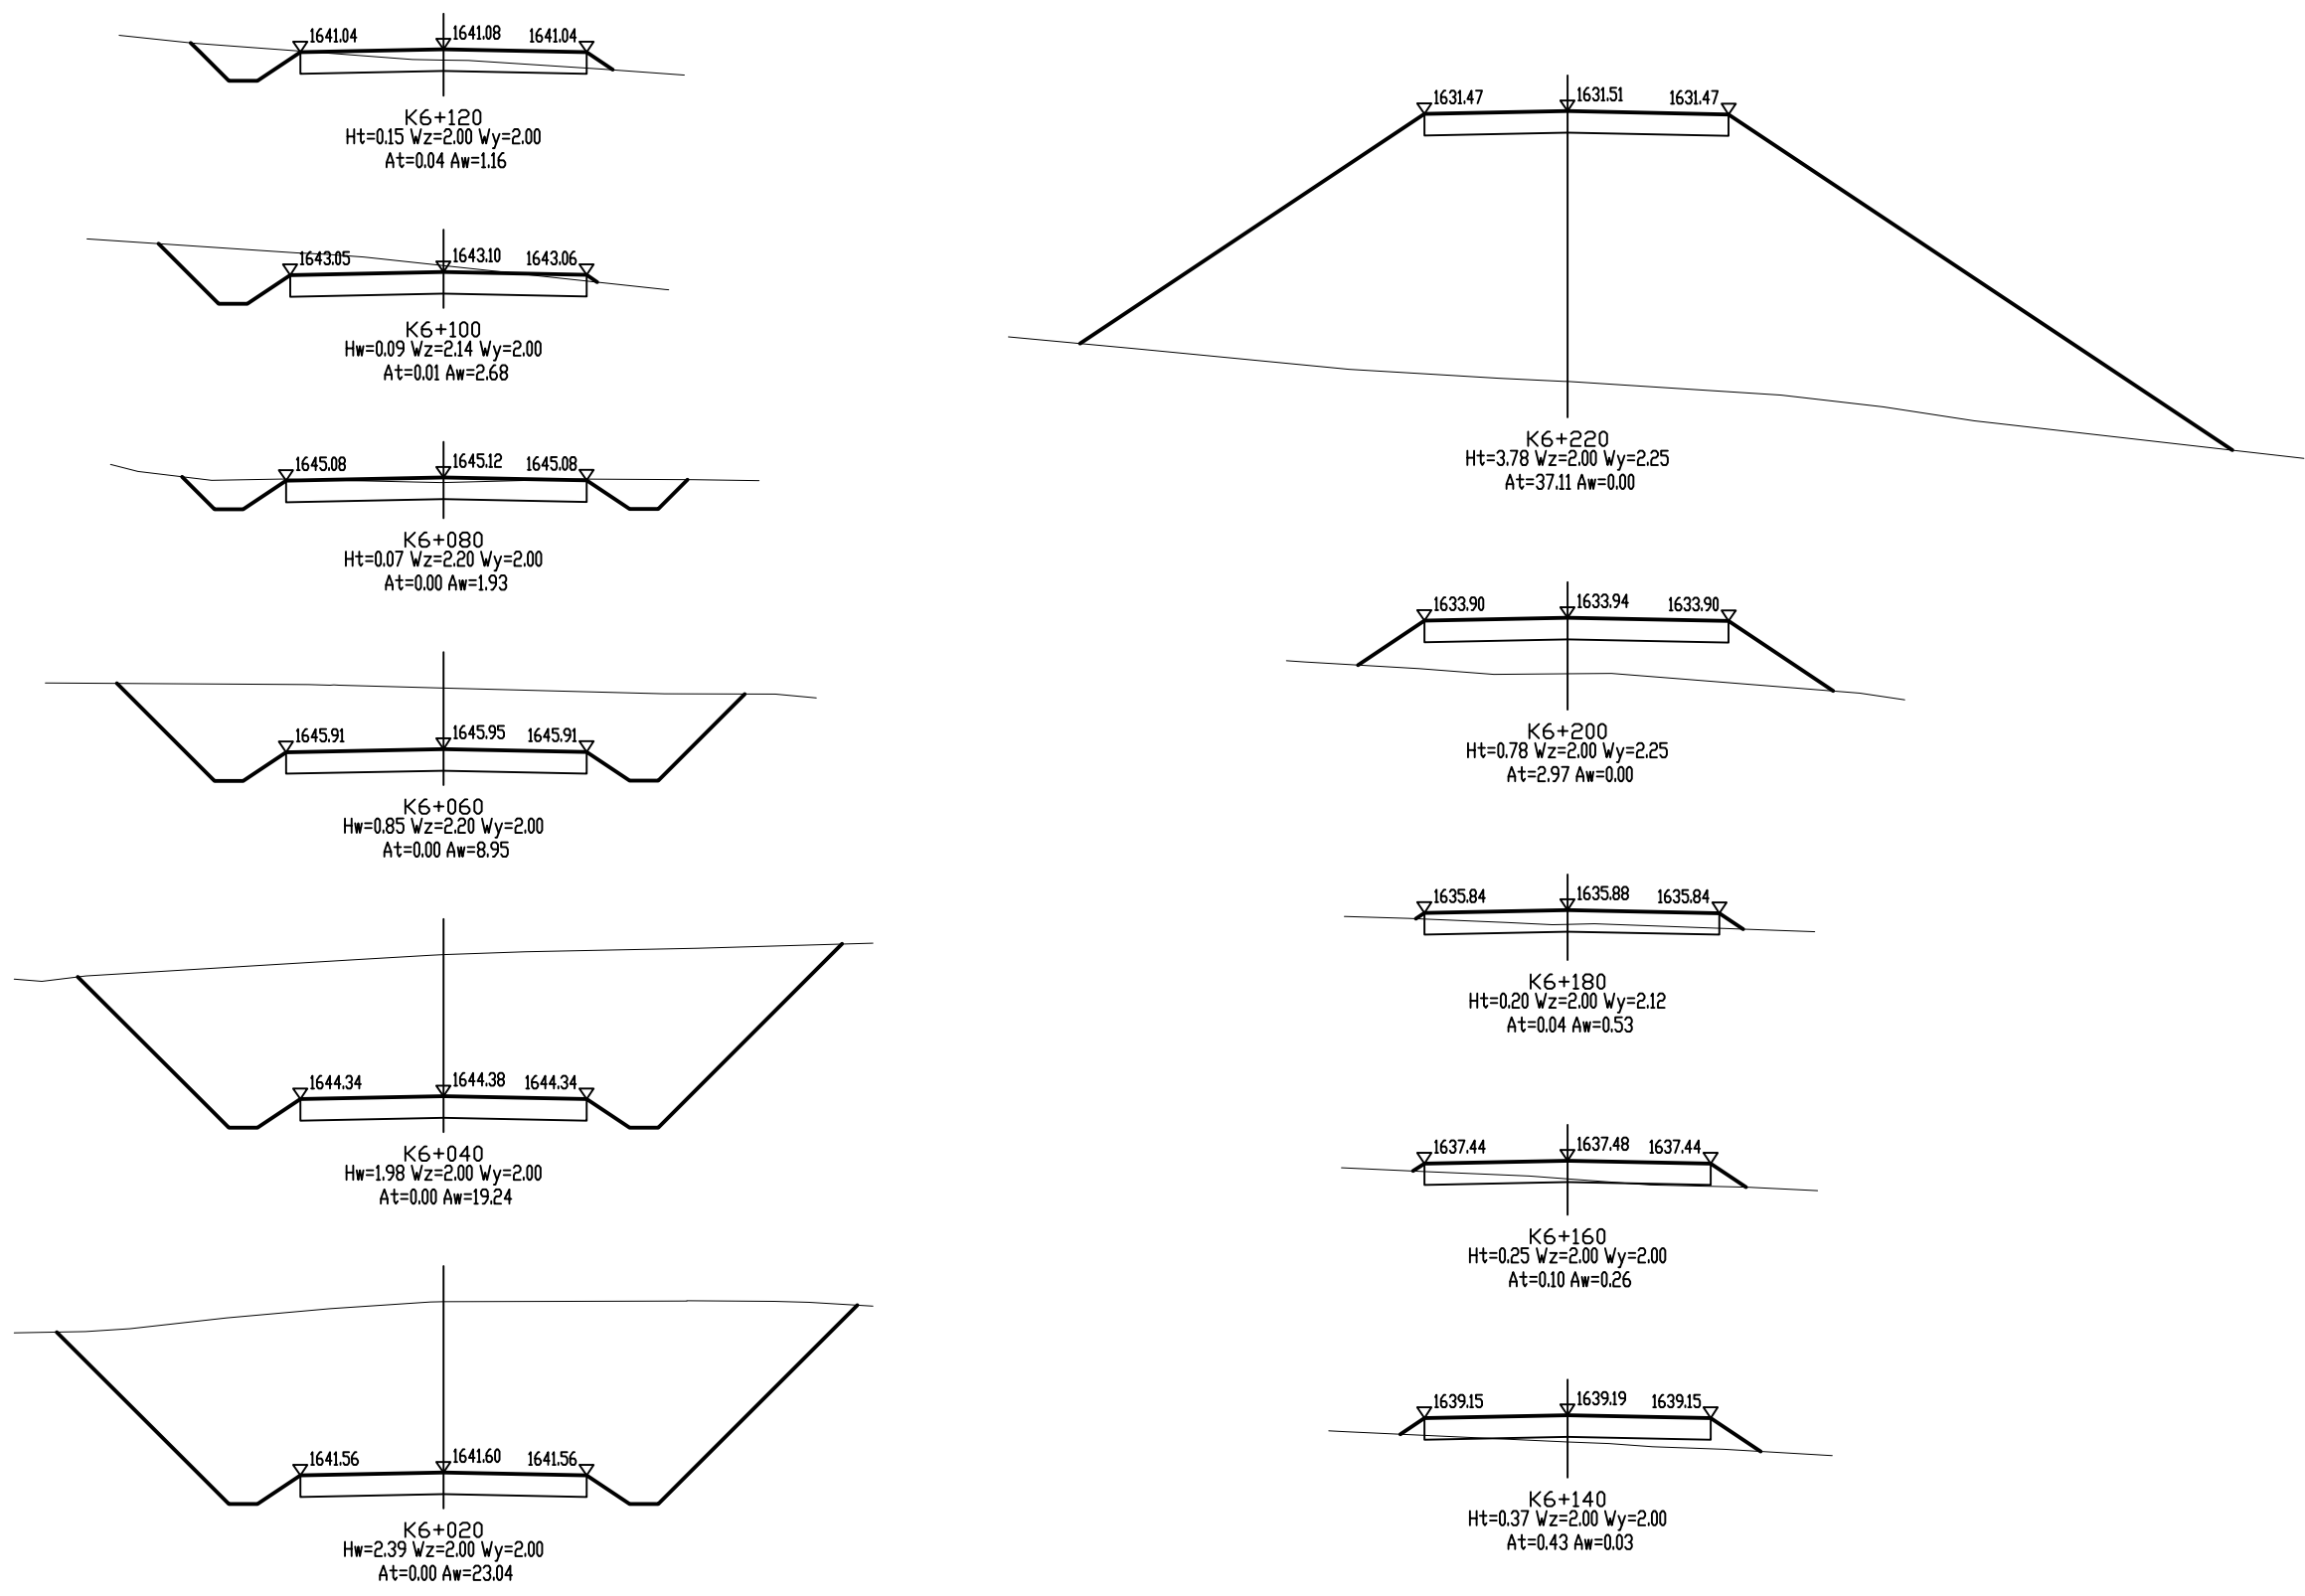 1641.04 1641.08 1641.04
K6+120
Ht=0.15 Wz=2.00 Wy=2.00
At=0.04 Aw=1.16
1643.05 1643.10 1643.06
K6+100
Hw=0.09 Wz=2.14 Wy=2.00
At=0.01 Aw=2.68
1645.08 1645.12 1645.08
K6+080
Ht=0.07 Wz=2.20 Wy=2.00
At=0.00 Aw=1.93
1645.91 1645.95 1645.91
K6+060
Hw=0.85 Wz=2.20 Wy=2.00
At=0.00 Aw=8.95
1644.34 1644.38 1644.34
K6+040
Hw=1.98 Wz=2.00 Wy=2.00
At=0.00 Aw=19.24
1641.56 1641.60 1641.56
K6+020
Hw=2.39 Wz=2.00 Wy=2.00
At=0.00 Aw=23.04
1631.47 1631.51 1631.47
K6+220
Ht=3.78 Wz=2.00 Wy=2.25
At=37.11 Aw=0.00
1633.90 1633.94 1633.90
K6+200
Ht=0.78 Wz=2.00 Wy=2.25
At=2.97 Aw=0.00
1635.84 1635.88 1635.84
K6+180
Ht=0.20 Wz=2.00 Wy=2.12
At=0.04 Aw=0.53
1637.44 1637.48 1637.44
K6+160
Ht=0.25 Wz=2.00 Wy=2.00
At=0.10 Aw=0.26
1639.15 1639.19 1639.15
K6+140
Ht=0.37 Wz=2.00 Wy=2.00
At=0.43 Aw=0.03